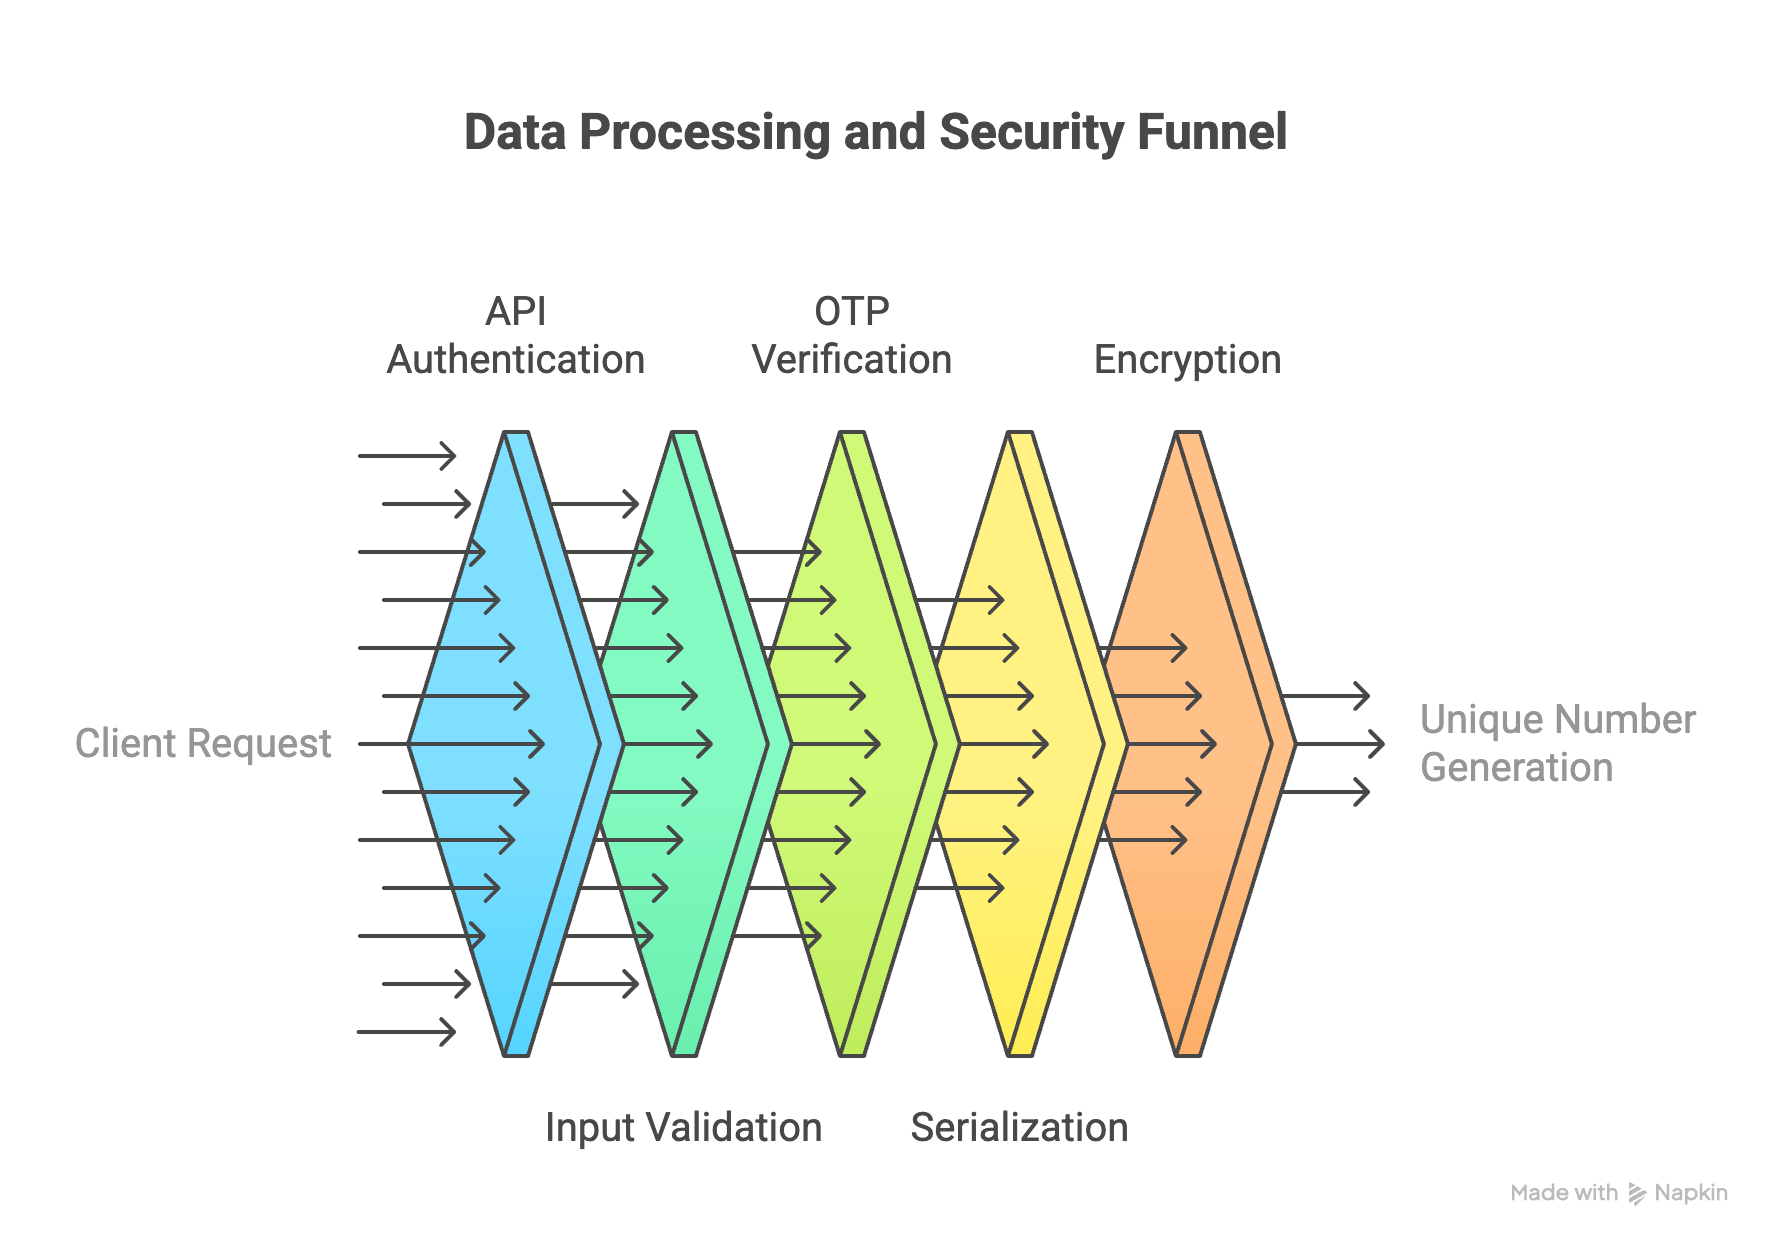 Data Processing and Security Funnel
API
Authentication
OTP
Verification
Encryption
Client Request
Unique Number
Generation
Input Validation
Serialization
Made with Napkin